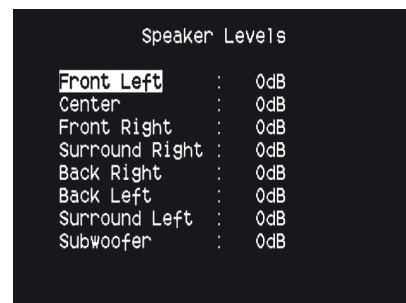 Speaker Levels
Front Left : 0dB
Center : 0dB
Front Right : 0dB
Surround Right : 0dB
Back Right : 0dB
Back Left : 0dB
Surround Left : 0dB
Subwoofer : 0dB